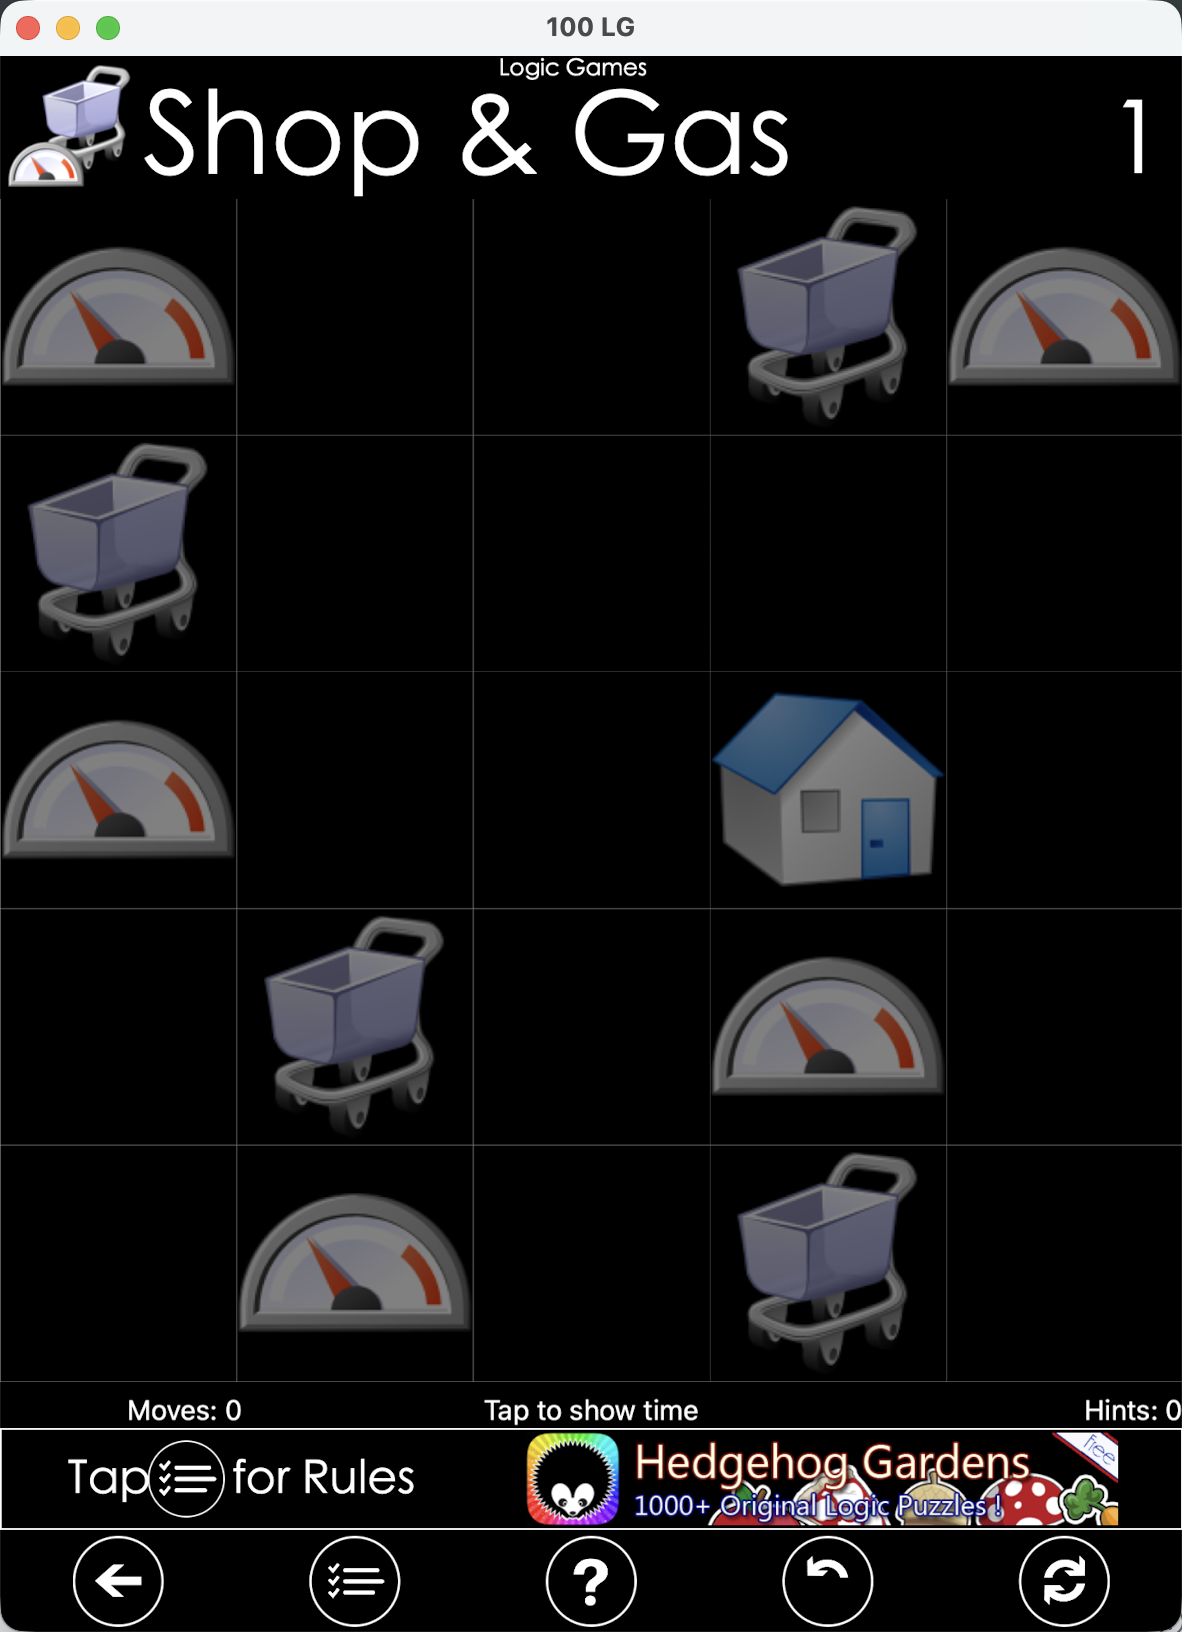 100 LG
Logic Games
Shop & Gas
1
Moves: 0
Tap to show time
Hints: 0
Tap for Rules
Hedgehog Gardens
Free
1000+ Original Logic Puzzles !
?